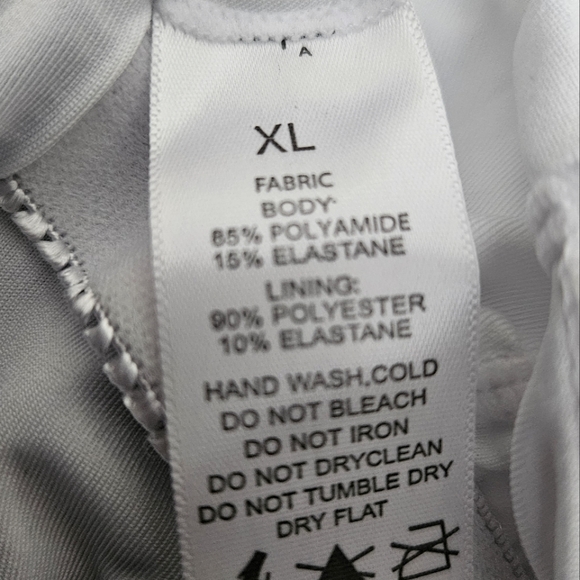 A
XL
FABRIC
BODY:
85% POLYAMIDE
15% ELASTANE
LINING:
90% POLYESTER
10% ELASTANE
HAND WASH,COLD
DO NOT BLEACH
DO NOT IRON
DO NOT DRYCLEAN
DO NOT TUMBLE DRY
DRY FLAT